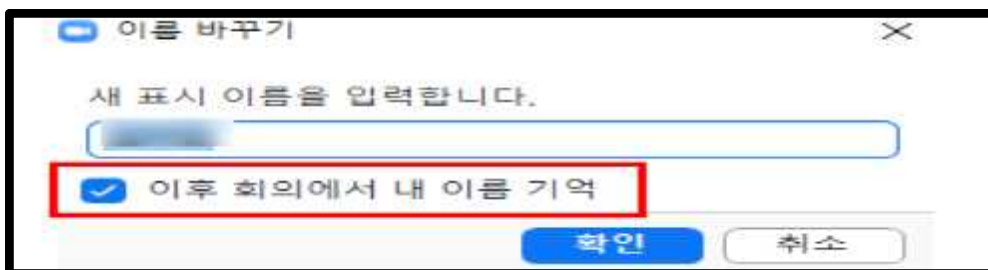 이름 바꾸기
새 표시 이름을 입력합니다.
이후 회의에서 내 이름 기억
확인 취소